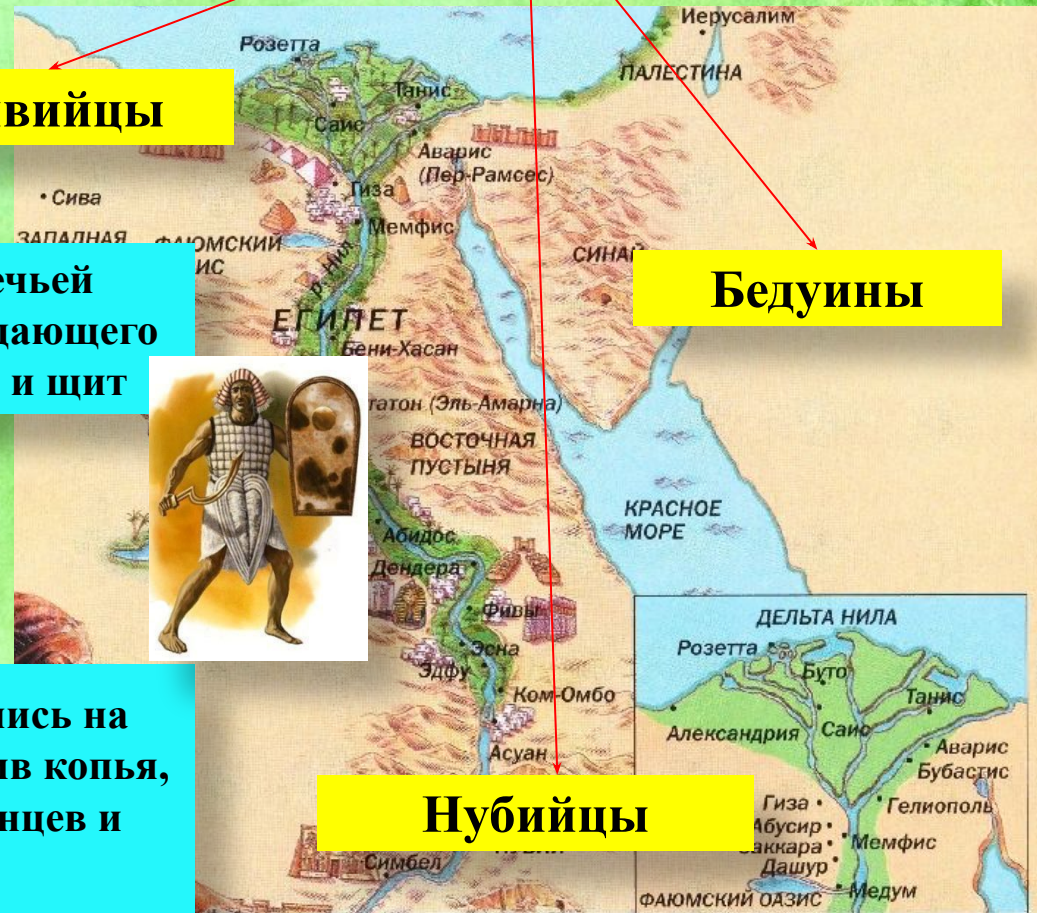 Иерусалим
Розетта
ПАЛЕСТИНА
Танис
вийцы
Саис
Аварис
(Пер-Рамсес)
Гиза
Сива
Мемфис
ЗАПАДНАЯ
ФАЮМСКИЙ
ИС
р. Нил
СИНАЙ
ечьей
дающего
и щит
Бедуины
ЕГИПЕТ
Бени-Хасан
татон (Эль-Амарна)
ВОСТОЧНАЯ
ПУСТЫНЯ
КРАСНОЕ
МОРЕ
Абидос
Дендера
Фивы
Эсна
Эдфу
Ком-Омбо
Асуан
лись на
ив копья,
нцев и
Нубийцы
Симбел
ДЕЛЬТА НИЛА
Розетта
Буто
Танис
Александрия
Саис
Аварис
Бубастис
Гиза
Гелиополь
Абусир
Саккара
Мемфис
Дашур
Медум
ФАЮМСКИЙ ОАЗИС